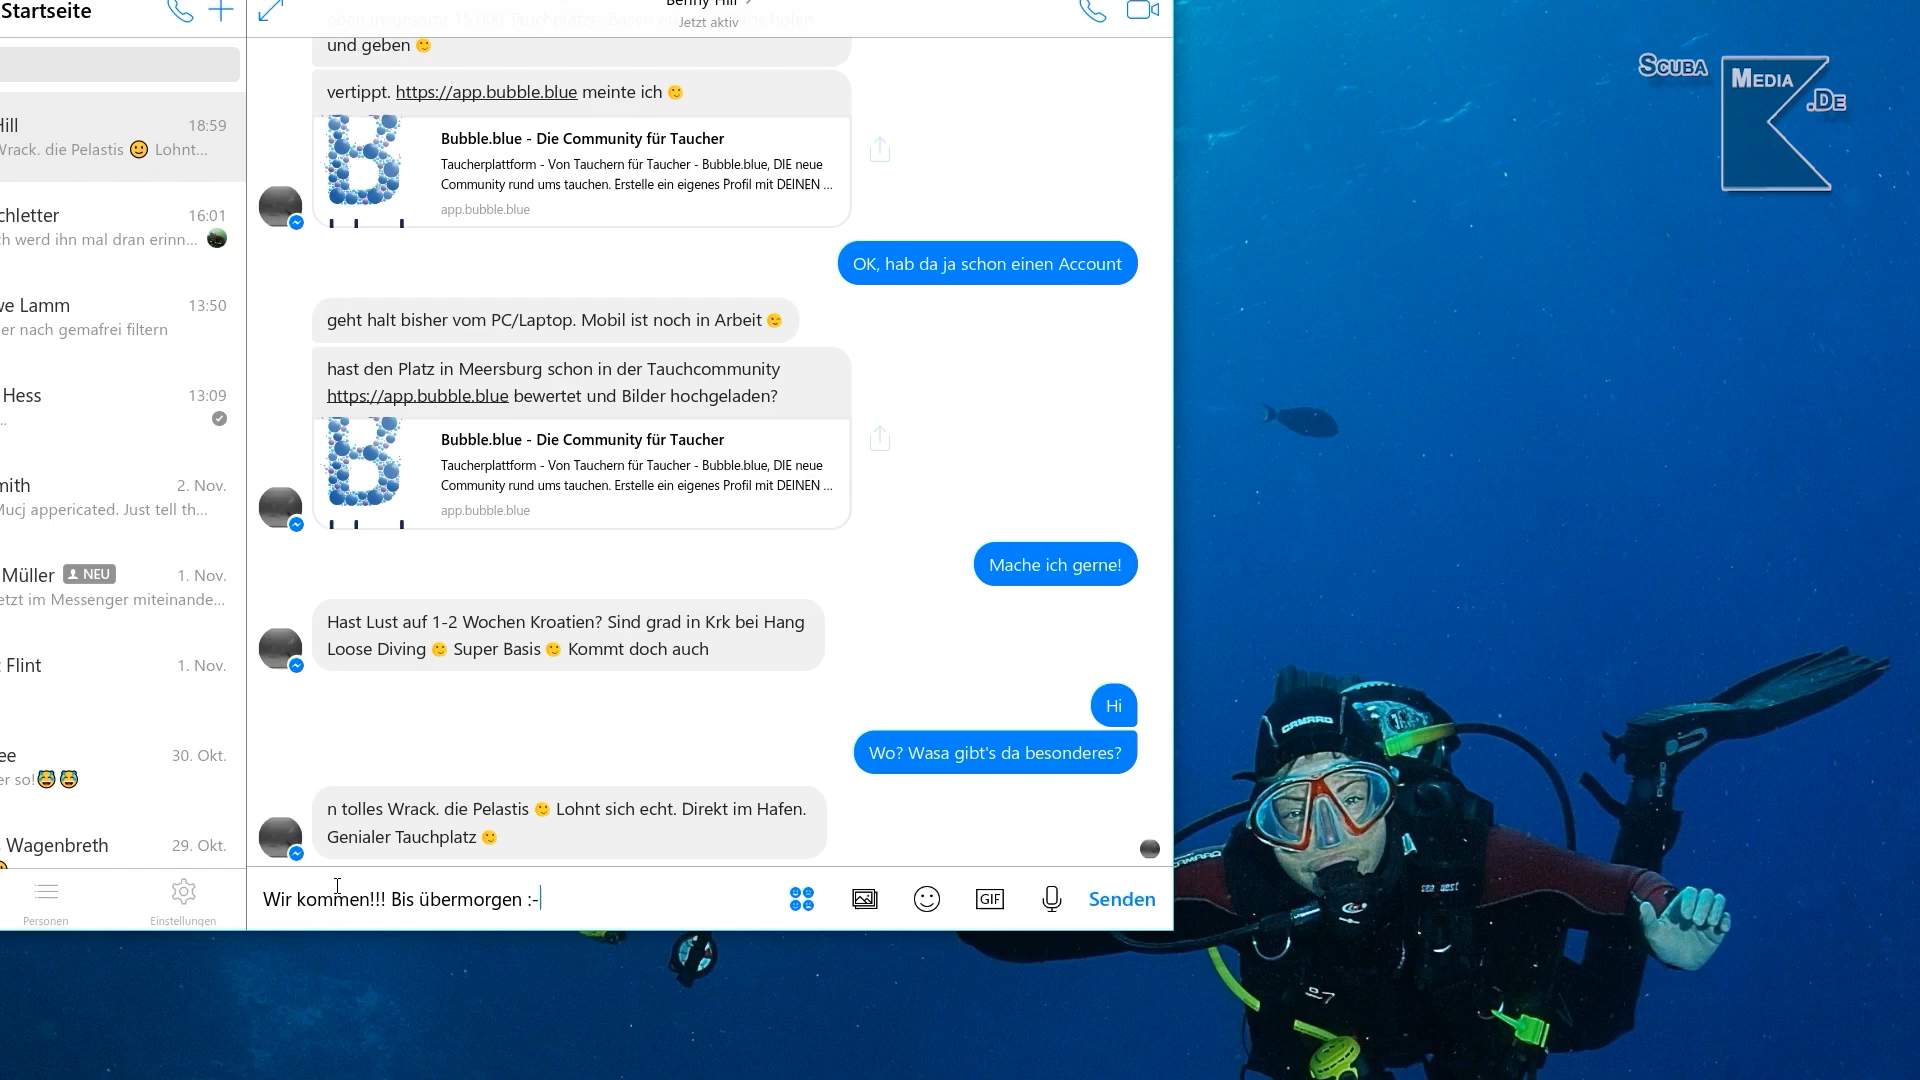 Startseite
Hill
18:59
Wrack. die Pelastis 🙂 Lohnt...
chletter
16:01
ch werd ihn mal dran erinn...
we Lamm
13:50
er nach gemafrei filtern
Hess
13:09
..
mith
2. Nov.
Mucj appericated. Just tell th...
Müller NEU
1. Nov.
etzt im Messenger miteinande...
Flint
1. Nov.
ee
30. Okt.
er so!😂😂
Wagenbreth
29. Okt.
Personen
Einstellungen
Benny Hill
Jetzt aktiv
und geben 🙂
vertippt. https://app.bubble.blue meinte ich 🙂
Bubble.blue - Die Community für Taucher
Taucherplattform - Von Tauchern für Taucher - Bubble.blue, DIE neue
Community rund ums tauchen. Erstelle ein eigenes Profil mit DEINEN ...
app.bubble.blue
OK, hab da ja schon einen Account
geht halt bisher vom PC/Laptop. Mobil ist noch in Arbeit 😉
hast den Platz in Meersburg schon in der Tauchcommunity
https://app.bubble.blue bewertet und Bilder hochgeladen?
Bubble.blue - Die Community für Taucher
Taucherplattform - Von Tauchern für Taucher - Bubble.blue, DIE neue
Community rund ums tauchen. Erstelle ein eigenes Profil mit DEINEN ...
app.bubble.blue
Mache ich gerne!
Hast Lust auf 1-2 Wochen Kroatien? Sind grad in Krk bei Hang
Loose Diving 🙂 Super Basis 🙂 Kommt doch auch
Hi
Wo? Wasa gibt's da besonderes?
n tolles Wrack. die Pelastis 🙂 Lohnt sich echt. Direkt im Hafen.
Genialer Tauchplatz 🙂
Wir kommen!!! Bis übermorgen :-
GIF
Senden
Scuba
Media
.De
CAMARO
CAMARO
sea quest